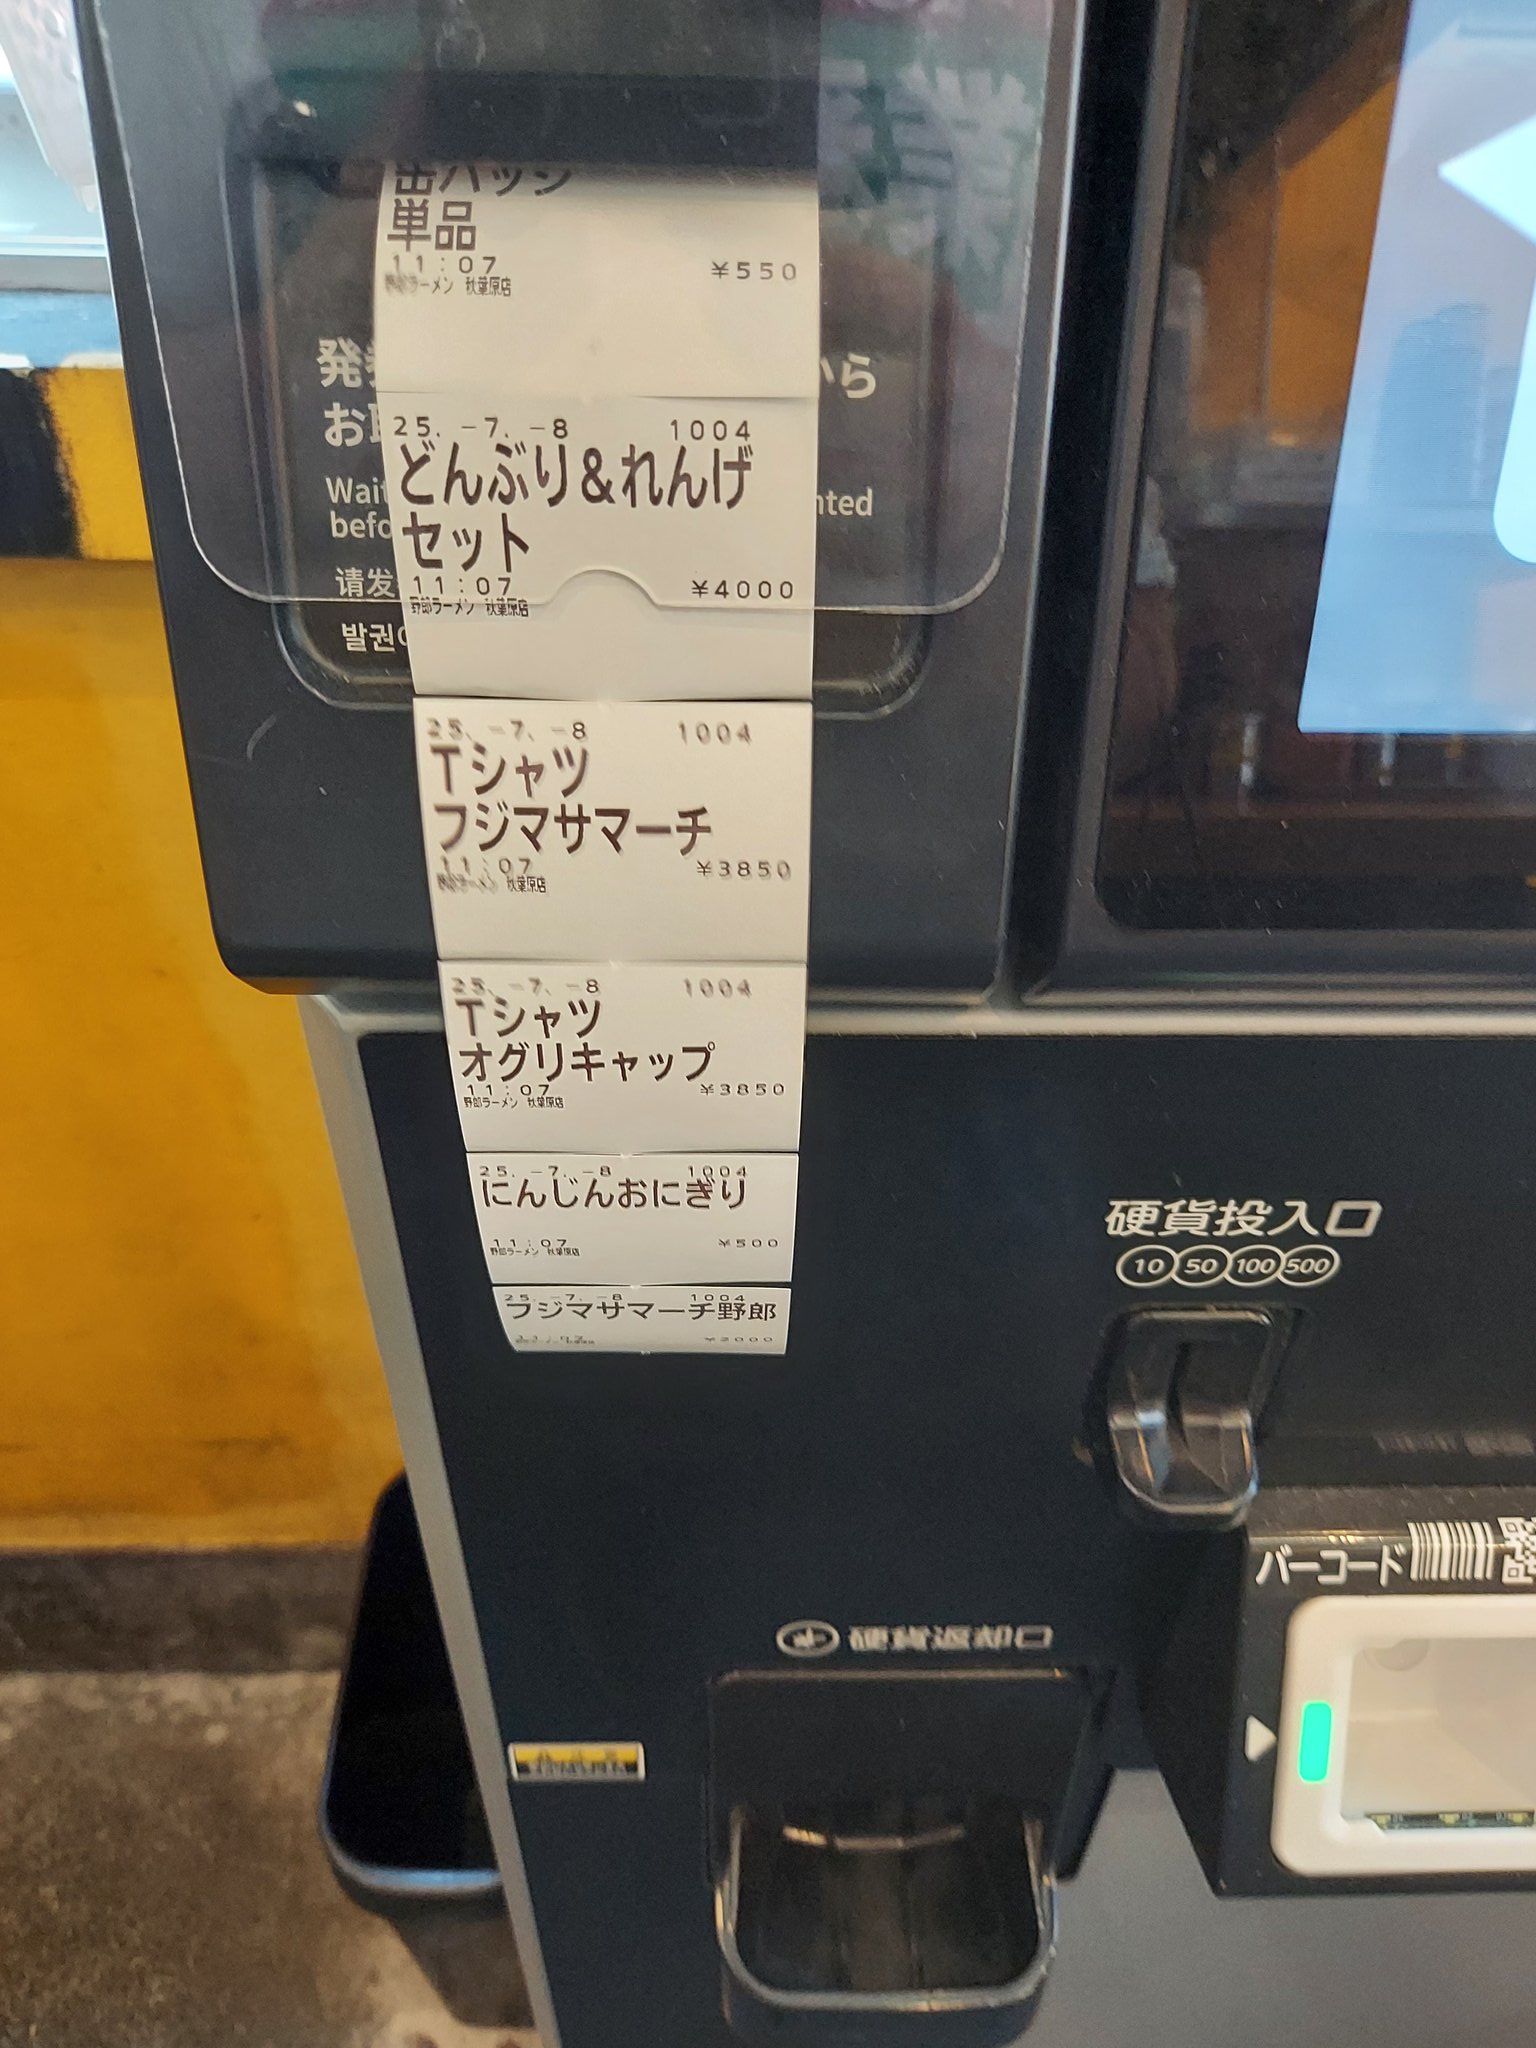 缶バッジ
単品
11:07 ¥550
野郎ラーメン 秋葉原店
発 から
お
Wait nted
befo
请发
발권
25.-7.-8 1004
どんぶり&れんげ
セット
11:07 ¥4000
野郎ラーメン 秋葉原店
25.-7.-8 1004
Tシャツ
フジマサマーチ
11:07 ¥3850
野郎ラーメン 秋葉原店
25.-7.-8 1004
Tシャツ
オグリキャップ
11:07 ¥3850
野郎ラーメン 秋葉原店
25.-7.-8 1004
にんじんおにぎり
11:07 ¥500
野郎ラーメン 秋葉原店
25.-7.-8 1004
フジマサマーチ野郎
11:07 ¥2000
硬貨投入口
10 50 100 500
バーコード
硬貨返却口